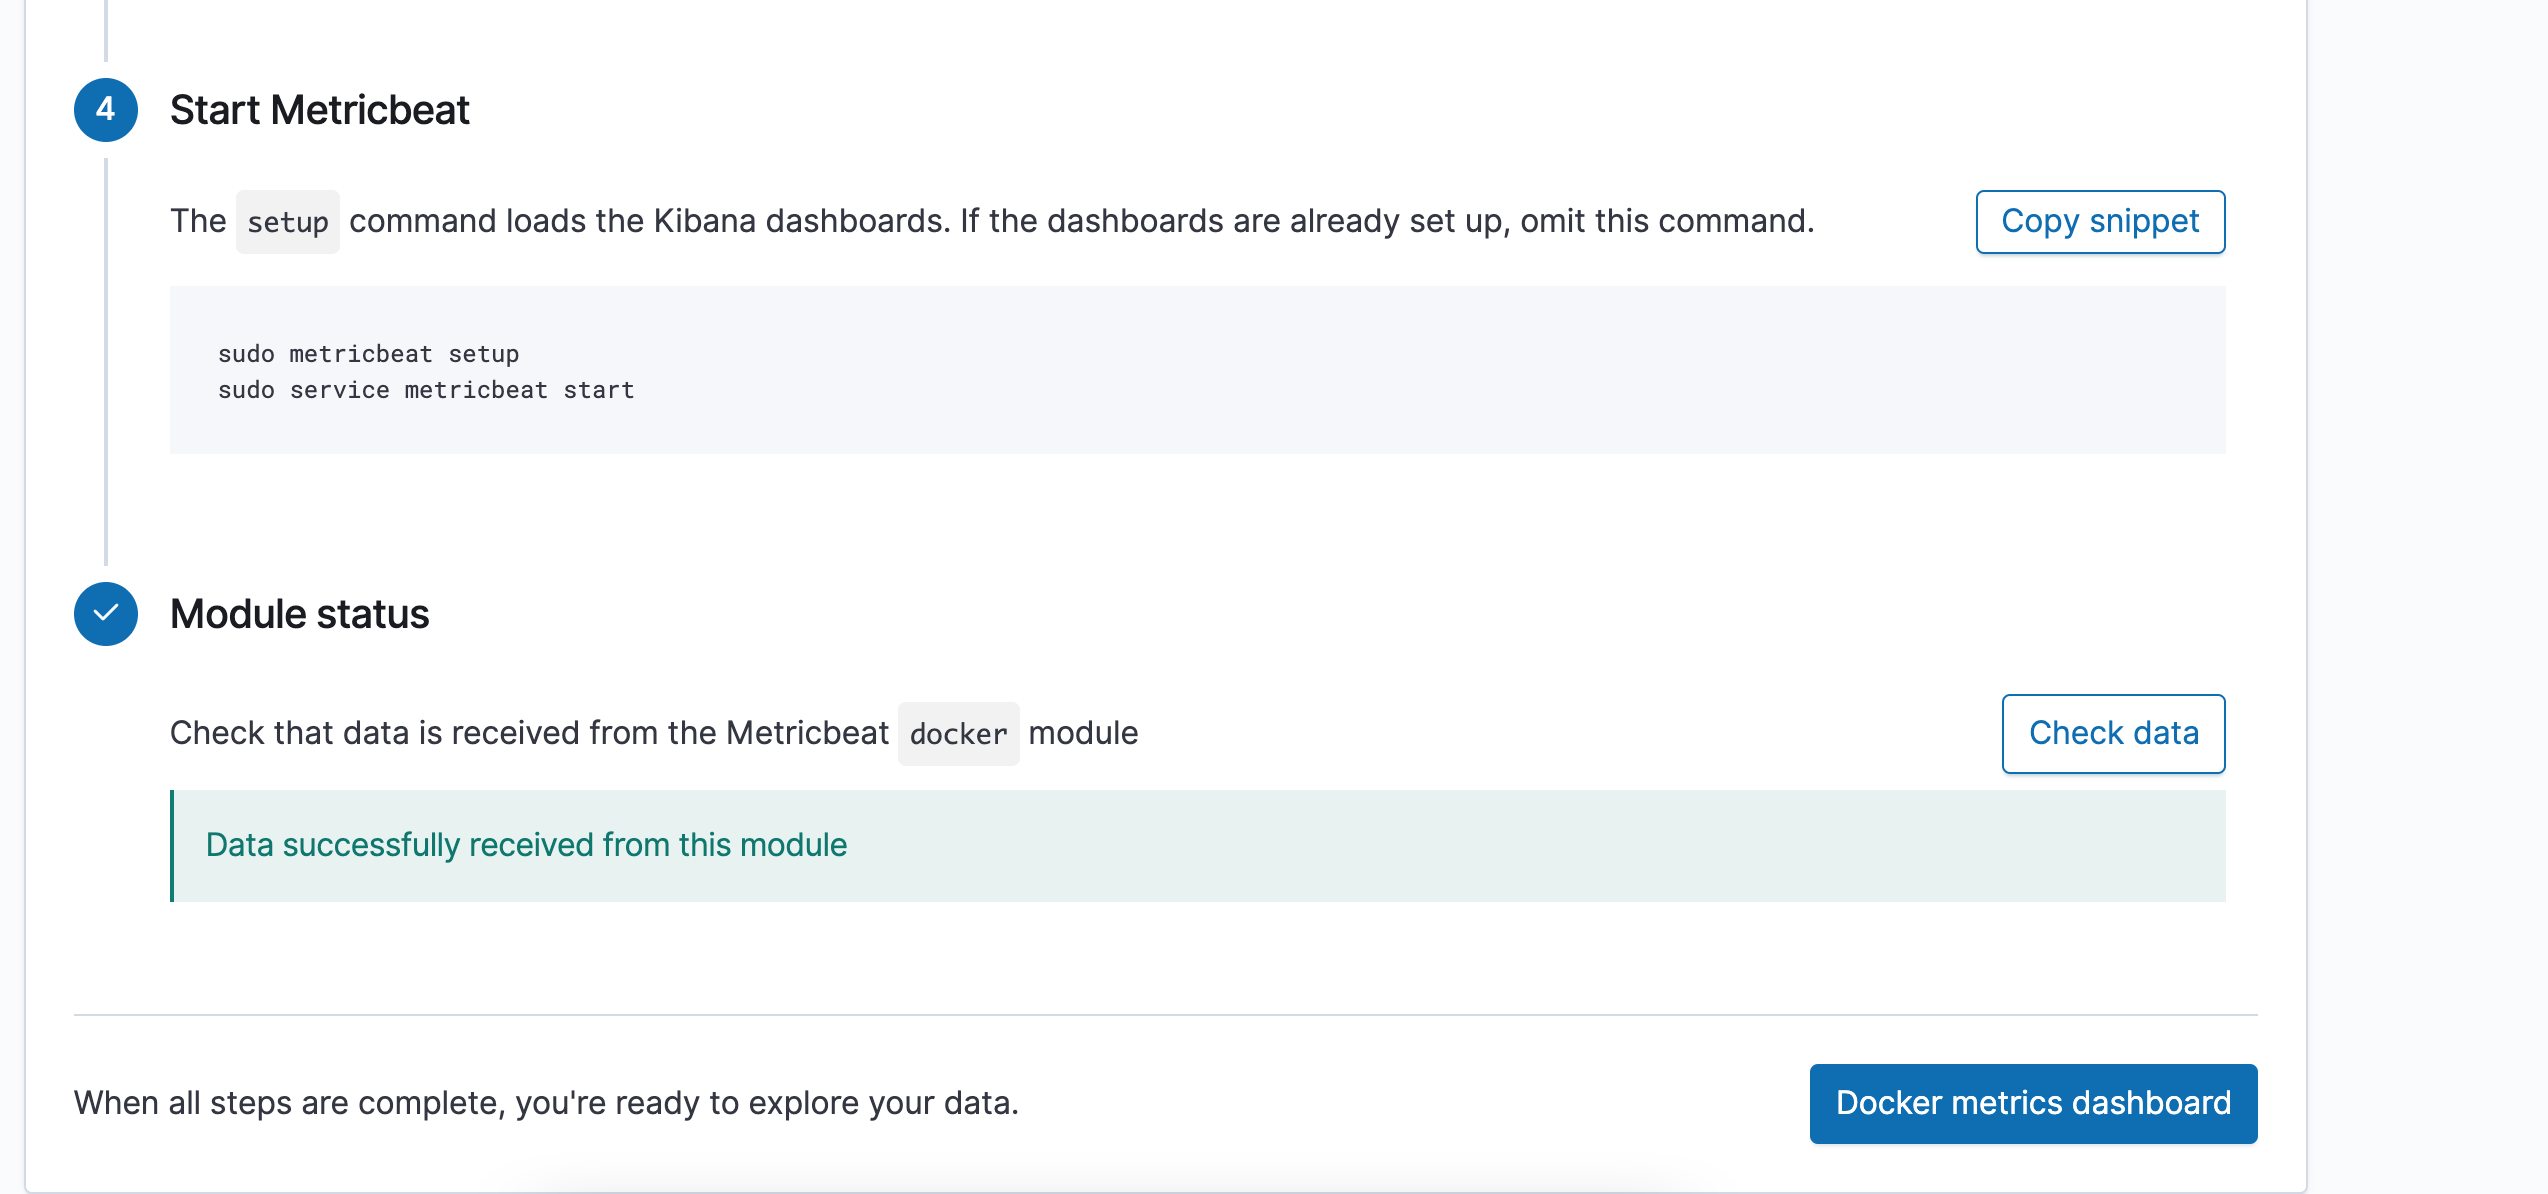 4 Start Metricbeat
The setup command loads the Kibana dashboards. If the dashboards are already set up, omit this command. Copy snippet
sudo metricbeat setup
sudo service metricbeat start
Module status
Check that data is received from the Metricbeat docker module Check data
Data successfully received from this module
When all steps are complete, you're ready to explore your data. Docker metrics dashboard